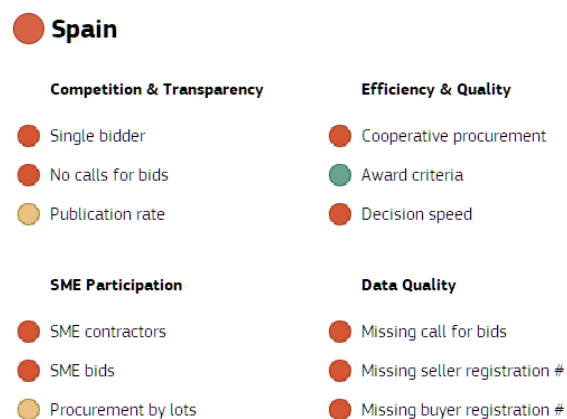 Spain
Competition & Transparency
Single bidder
No calls for bids
Publication rate
Efficiency & Quality
Cooperative procurement
Award criteria
Decision speed
SME Participation
SME contractors
SME bids
Procurement by lots
Data Quality
Missing call for bids
Missing seller registration #
Missing buyer registration #